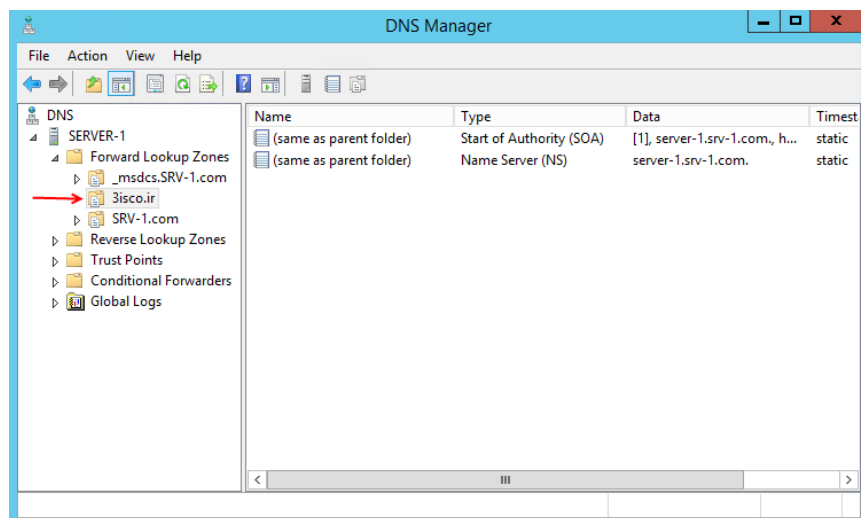 DNS Manager
File Action View Help
DNS
SERVER-1
Forward Lookup Zones
_msdcs.SRV-1.com
3isco.ir
SRV-1.com
Reverse Lookup Zones
Trust Points
Conditional Forwarders
Global Logs
Name Type Data Timest
(same as parent folder) Start of Authority (SOA) [1], server-1.srv-1.com., h... static
(same as parent folder) Name Server (NS) server-1.srv-1.com. static